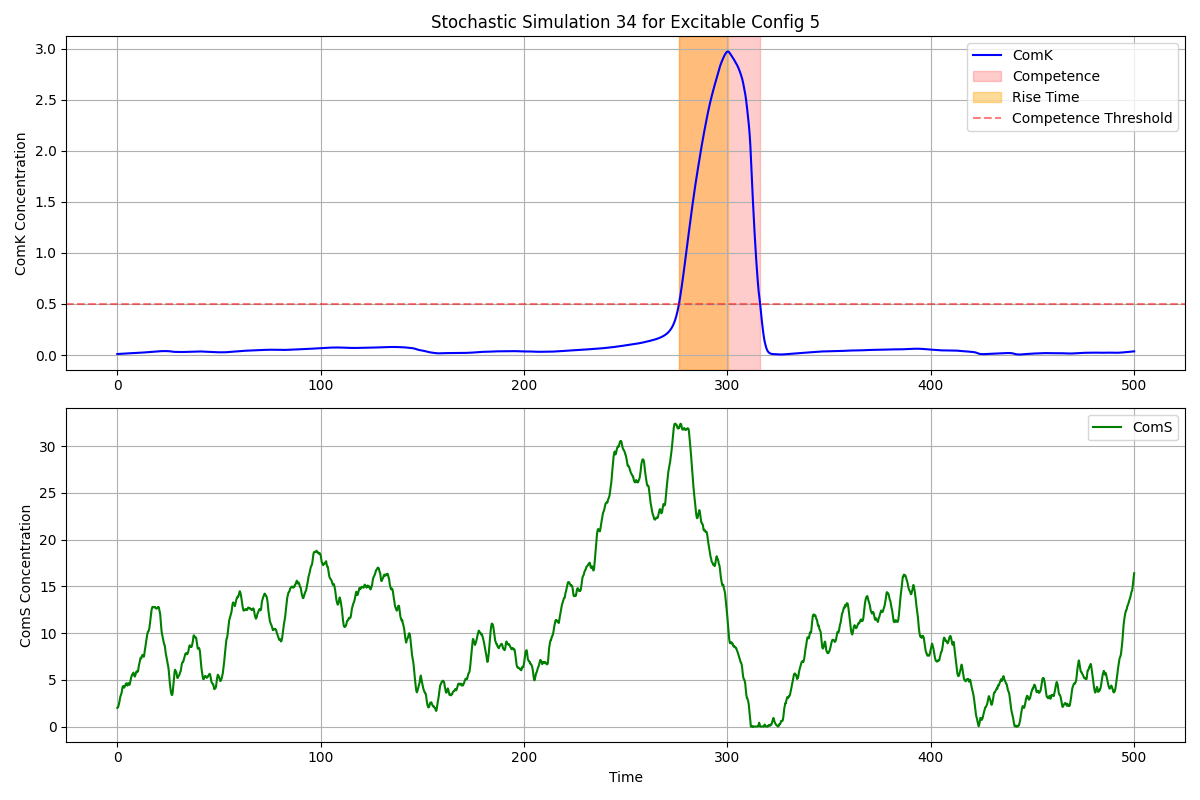 Stochastic Simulation 34 for Excitable Config 5
ComK Concentration
3.0
2.5
2.0
1.5
1.0
0.5
0.0
ComK
Competence
Rise Time
Competence Threshold
0 100 200 300 400 500
ComS Concentration
30
25
20
15
10
5
0
ComS
0 100 200 300 400 500
Time